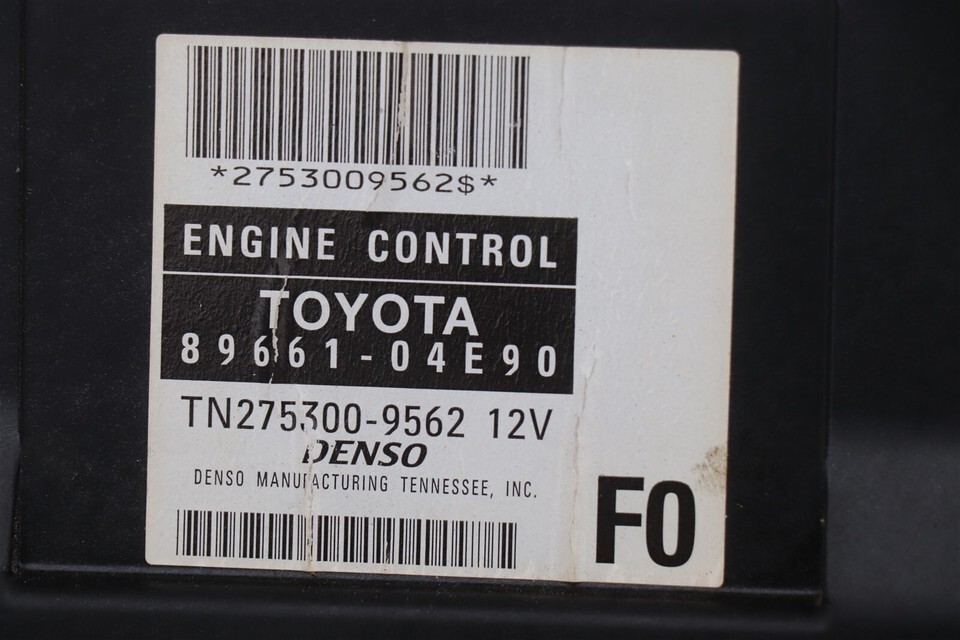 *2753009562$*
ENGINE CONTROL
TOYOTA
89661-04E90
TN275300-9562 12V
DENSO
DENSO MANUFACTURING TENNESSEE, INC.
F0